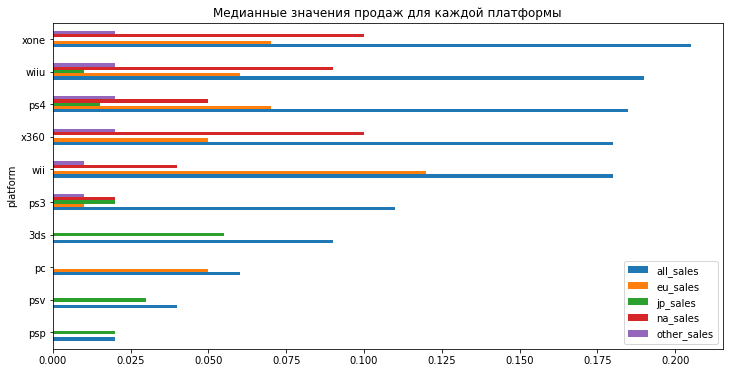 Медианные значения продаж для каждой платформы
platform
xone
wiiu
ps4
x360
wii
ps3
3ds
pc
psv
psp
0.000 0.025 0.050 0.075 0.100 0.125 0.150 0.175 0.200
all_sales
eu_sales
jp_sales
na_sales
other_sales